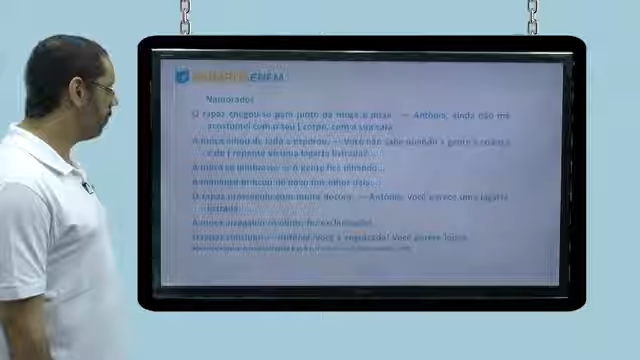 ENEM
Namorados
O rapaz chegou-se para junto da moça e disse: — Antônia, ainda não me
acostumei com o seu corpo, com a sua cara.
A moça olhou de lado e esperou. — Você não sabe quando a gente é criança
e de repente vê uma lagarta listrada?
A moça se lembrava: — A gente fica olhando...
A meninice brincou de novo nos olhos dela.
O rapaz prosseguiu com muita doçura: — Antônia, você parece uma lagarta
listrada.
A moça arregalou os olhos, fez exclamações.
O rapaz concluiu: — Antônia, você é engraçada! Você parece louca.